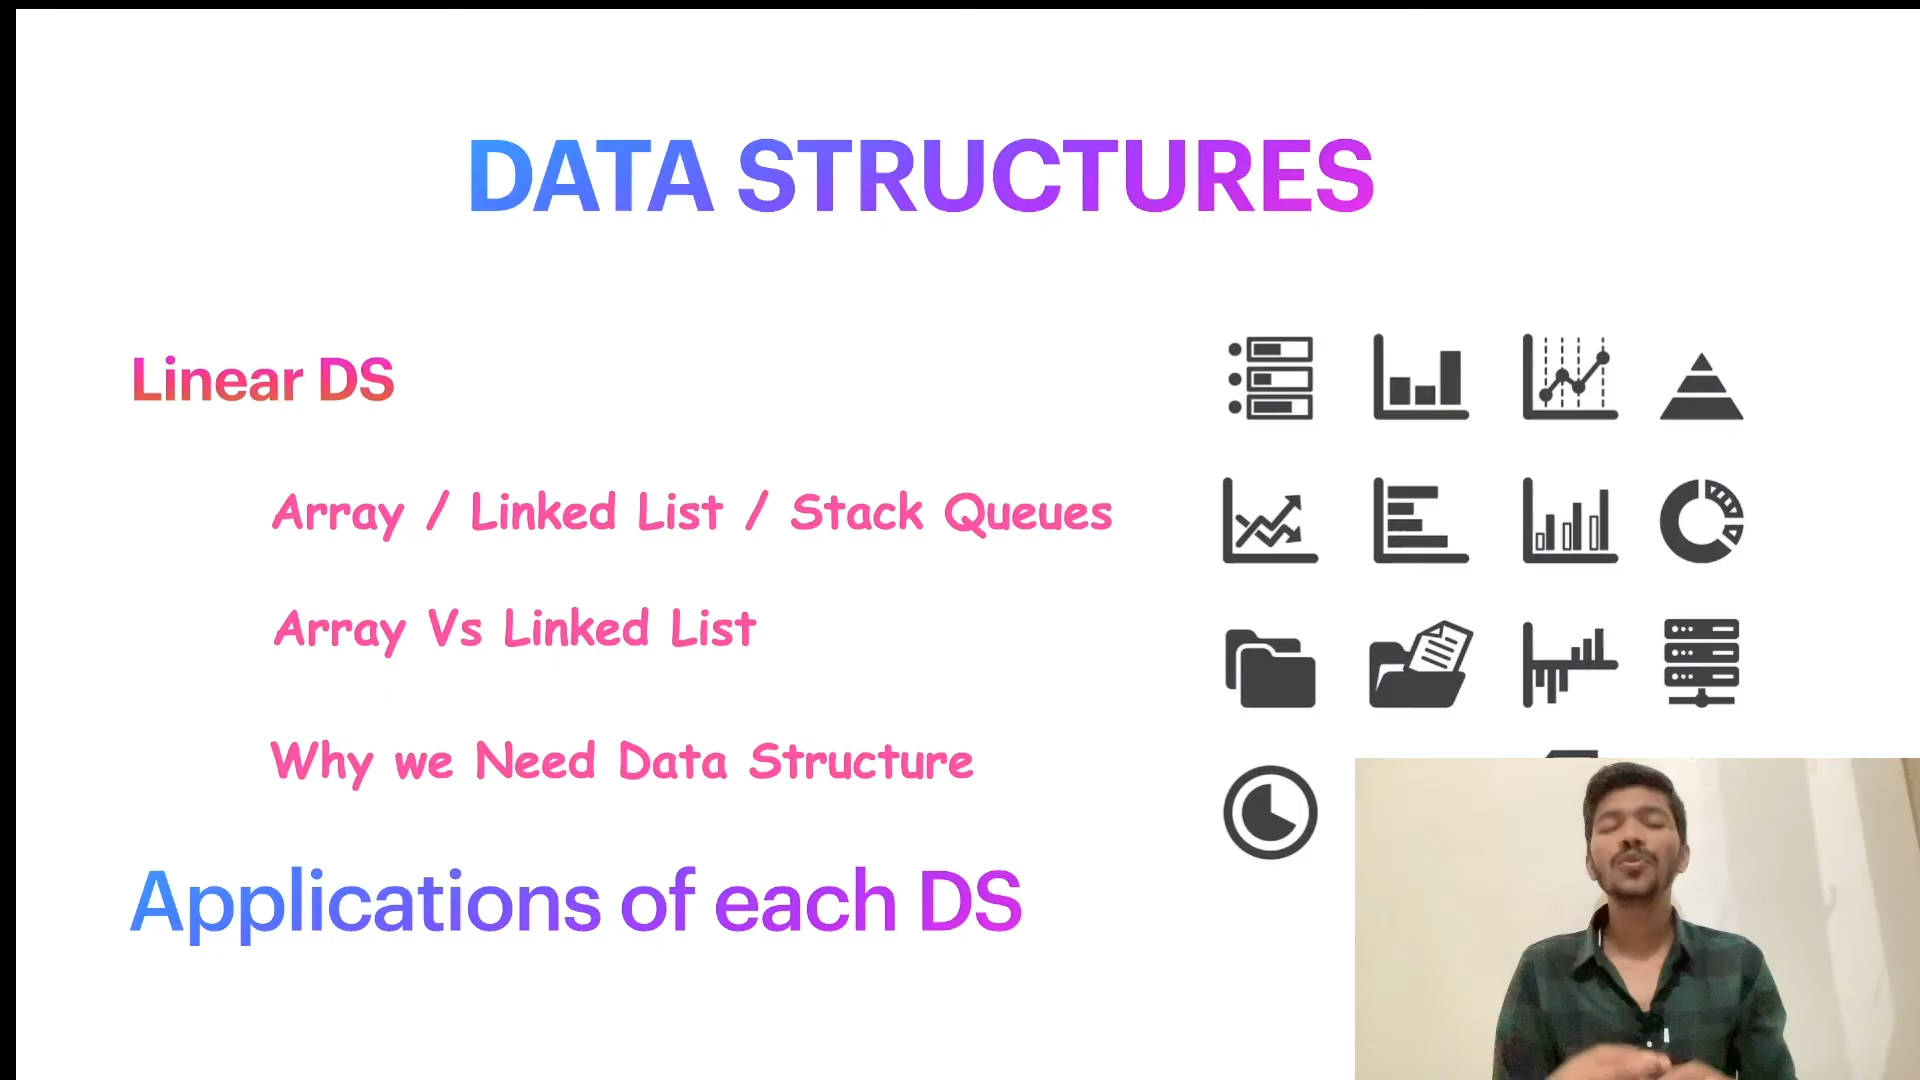 DATA STRUCTURES
Linear DS
Array / Linked List / Stack Queues
Array Vs Linked List
Why we Need Data Structure
Applications of each DS